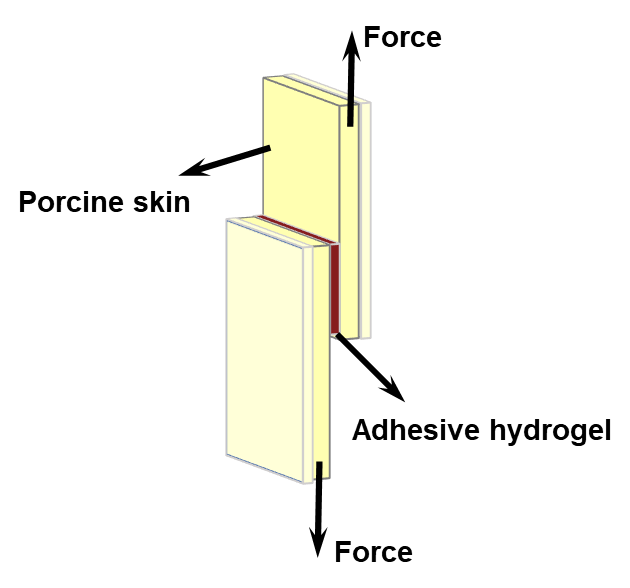 Force
Porcine skin
Adhesive hydrogel
Force